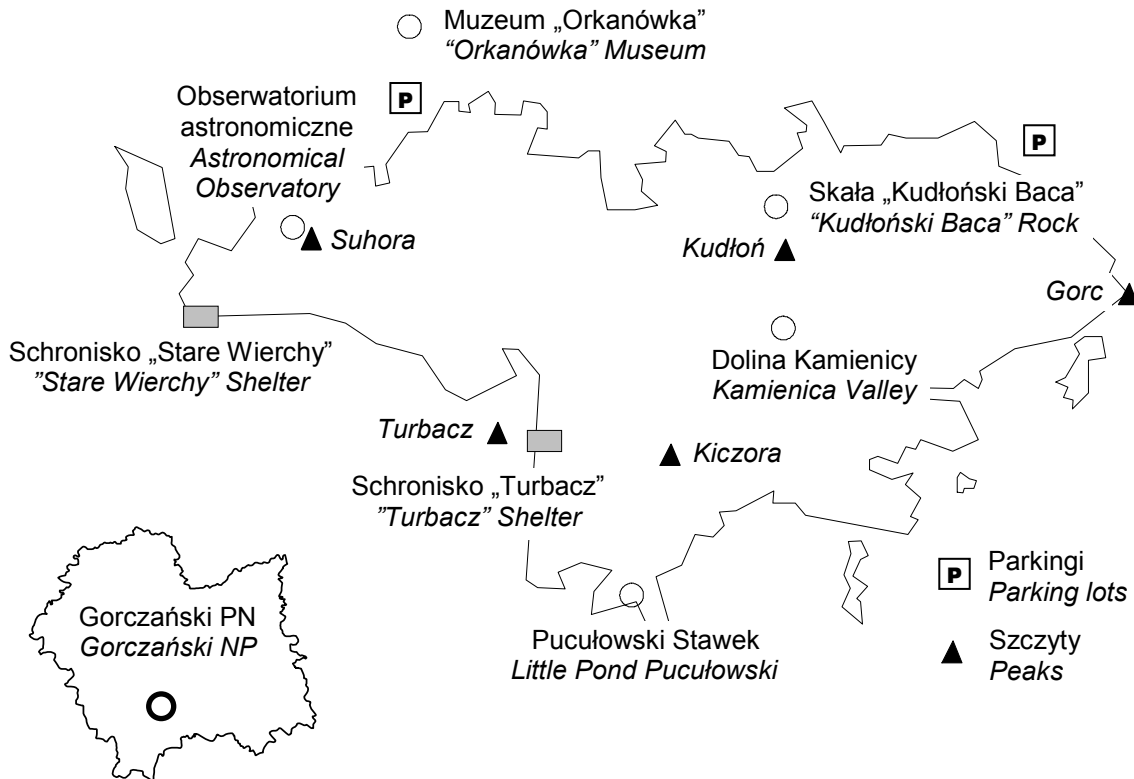 Muzeum „Orkanówka”
“Orkanówka” Museum
Obserwatorium
astronomiczne
Astronomical
Observatory
P
P
Skała „Kudłoński Baca”
“Kudłoński Baca” Rock
Suhora
Kudłoń
Gorc
Schronisko „Stare Wierchy”
”Stare Wierchy” Shelter
Dolina Kamienicy
Kamienica Valley
Turbacz
Kiczora
Schronisko „Turbacz”
”Turbacz” Shelter
Gorczański PN
Gorczański NP
Pucułowski Stawek
Little Pond Pucułowski
P
Parkingi
Parking lots
Szczyty
Peaks